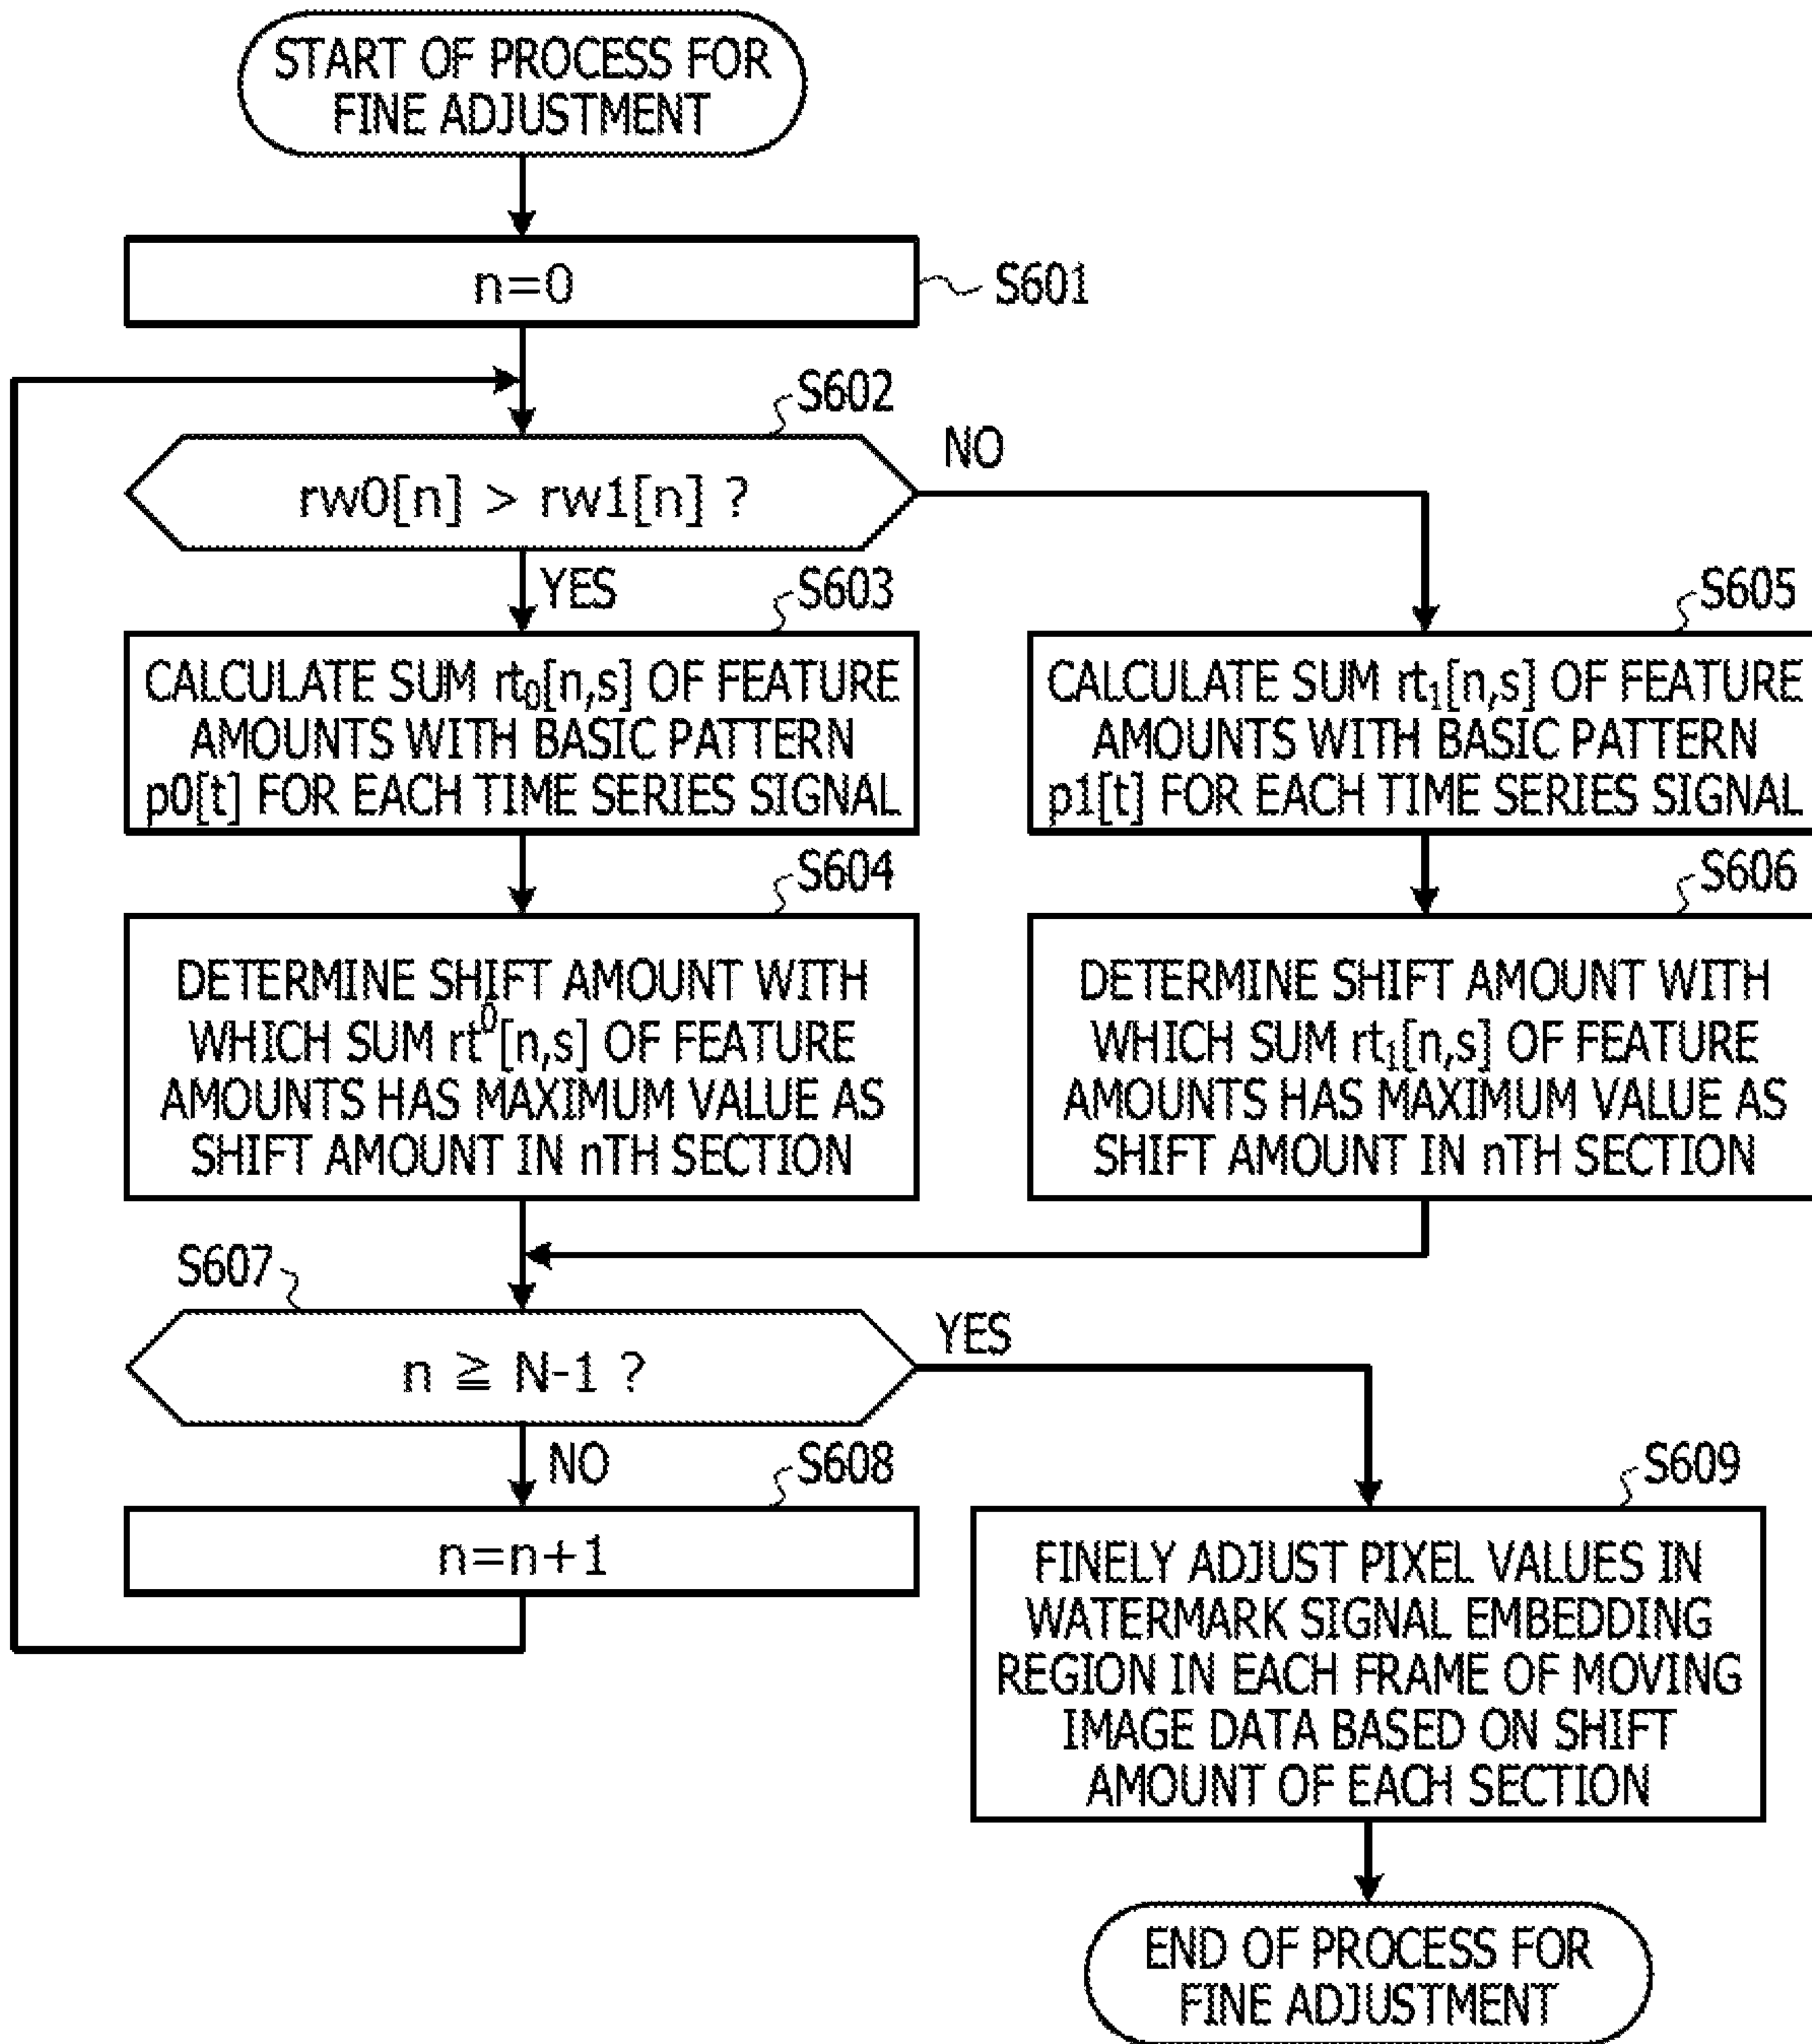 START OF PROCESS FOR
FINE ADJUSTMENT
n=0
S601
S602
rw0[n] > rw1[n] ?
NO
YES
S603
CALCULATE SUM rt₀[n,s] OF FEATURE
AMOUNTS WITH BASIC PATTERN
p0[t] FOR EACH TIME SERIES SIGNAL
S605
CALCULATE SUM rt₁[n,s] OF FEATURE
AMOUNTS WITH BASIC PATTERN
p1[t] FOR EACH TIME SERIES SIGNAL
S604
DETERMINE SHIFT AMOUNT WITH
WHICH SUM rt⁰[n,s] OF FEATURE
AMOUNTS HAS MAXIMUM VALUE AS
SHIFT AMOUNT IN nTH SECTION
S606
DETERMINE SHIFT AMOUNT WITH
WHICH SUM rt₁[n,s] OF FEATURE
AMOUNTS HAS MAXIMUM VALUE AS
SHIFT AMOUNT IN nTH SECTION
S607
n ≧ N-1 ?
YES
NO
S608
n=n+1
S609
FINELY ADJUST PIXEL VALUES IN
WATERMARK SIGNAL EMBEDDING
REGION IN EACH FRAME OF MOVING
IMAGE DATA BASED ON SHIFT
AMOUNT OF EACH SECTION
END OF PROCESS FOR
FINE ADJUSTMENT